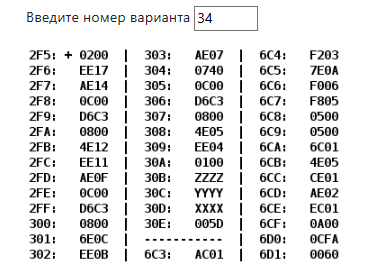 Введите номер варианта 34
2F5: + 0200 | 303: AE07 | 6C4: F203
2F6: EE17 | 304: 0740 | 6C5: 7E0A
2F7: AE14 | 305: 0C00 | 6C6: F006
2F8: 0C00 | 306: D6C3 | 6C7: F805
2F9: D6C3 | 307: 0800 | 6C8: 0500
2FA: 0800 | 308: 4E05 | 6C9: 0500
2FB: 4E12 | 309: EE04 | 6CA: 6C01
2FC: EE11 | 30A: 0100 | 6CB: 4E05
2FD: AE0F | 30B: ZZZZ | 6CC: CE01
2FE: 0C00 | 30C: YYYY | 6CD: AE02
2FF: D6C3 | 30D: XXXX | 6CE: EC01
300: 0800 | 30E: 005D | 6CF: 0A00
301: 6E0C | ----------- | 6D0: 0CFA
302: EE0B | 6C3: AC01 | 6D1: 0060